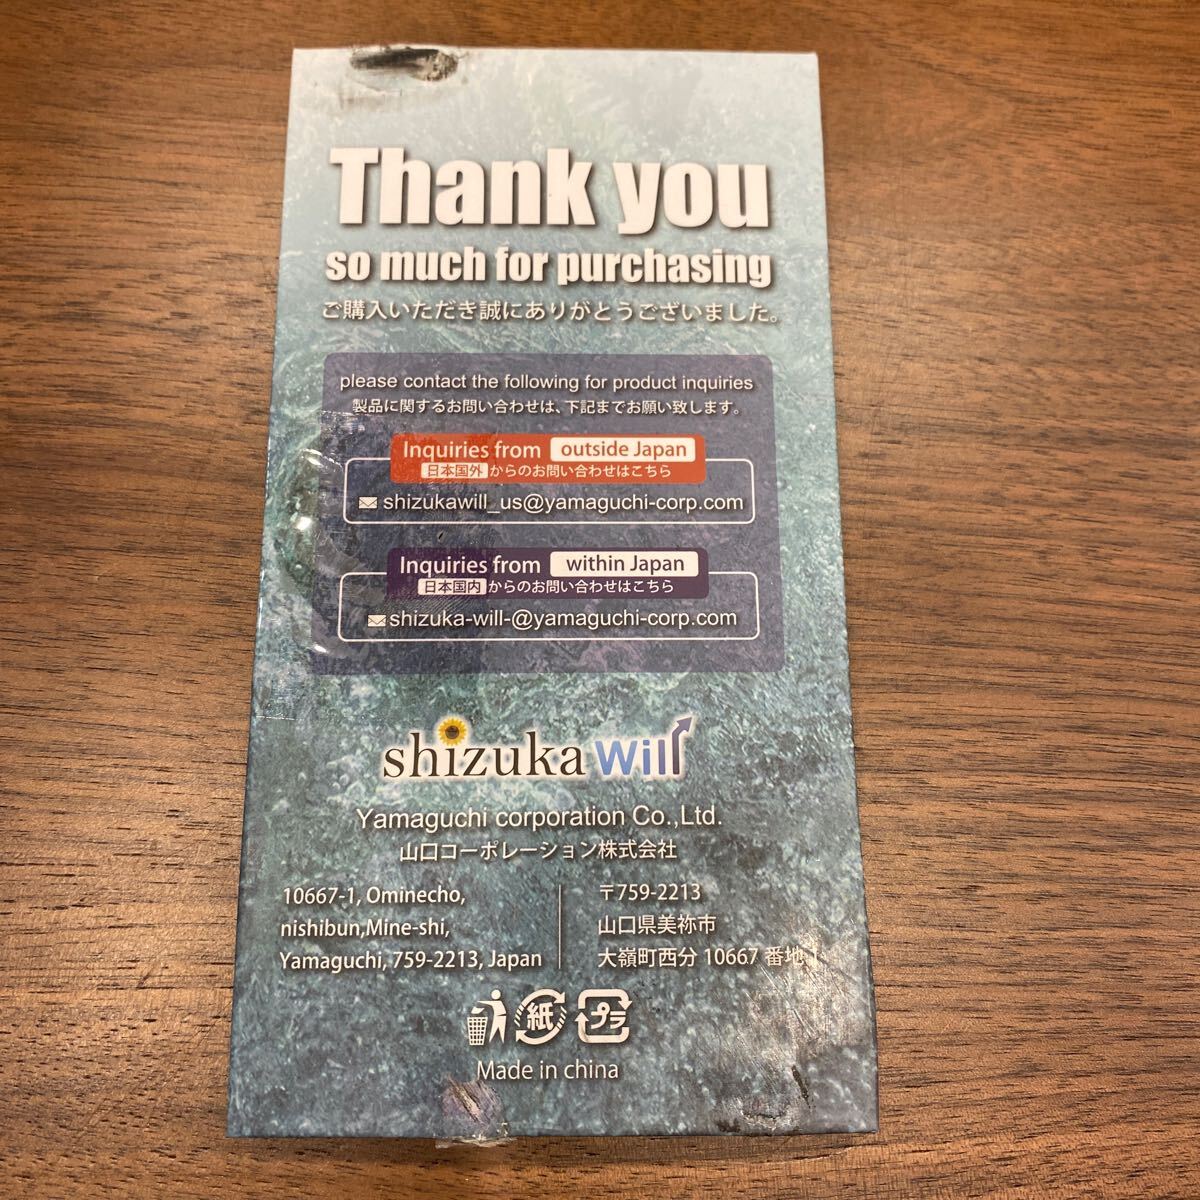 Thank you
so much for purchasing
ご購入いただき誠にありがとうございました。
please contact the following for product inquiries
製品に関するお問い合わせは、下記までお願い致します。
Inquiries from outside Japan
日本国外からのお問い合わせはこちら
shizukawill_us@yamaguchi-corp.com
Inquiries from within Japan
日本国内からのお問い合わせはこちら
shizuka-will-@yamaguchi-corp.com
shizuka will
Yamaguchi corporation Co.,Ltd.
山口コーポレーション株式会社
10667-1, Ominecho,
nishibun,Mine-shi,
Yamaguchi, 759-2213, Japan
〒759-2213
山口県美祢市
大嶺町西分 10667 番地 1
紙 プラ
Made in china